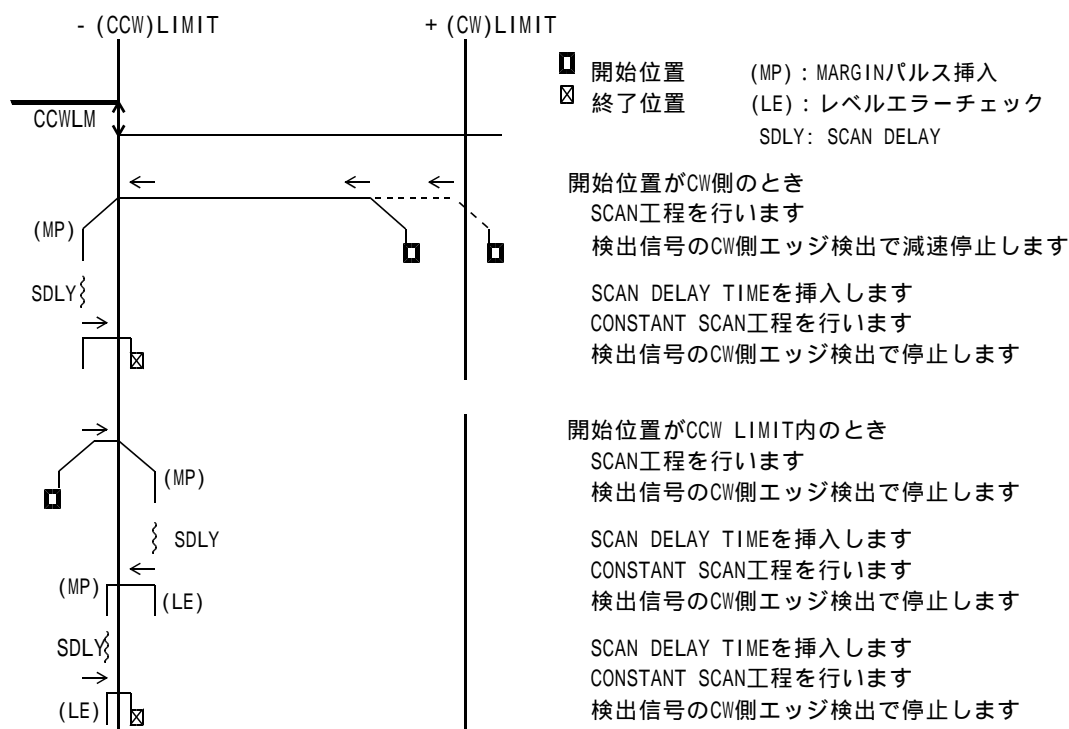 - (CCW)LIMIT
+ (CW)LIMIT
CCWLM
開始位置 (MP) : MARGINパルス挿入
終了位置 (LE) : レベルエラーチェック
SDLY: SCAN DELAY
開始位置がCW側のとき
SCAN工程を行います
(MP)
検出信号のCW側エッジ検出で減速停止します
SDLY
SCAN DELAY TIMEを挿入します
CONSTANT SCAN工程を行います
検出信号のCW側エッジ検出で停止します
開始位置がCCW LIMIT内のとき
SCAN工程を行います
(MP)
検出信号のCW側エッジ検出で停止します
SDLY
SCAN DELAY TIMEを挿入します
CONSTANT SCAN工程を行います
(MP)
(LE)
検出信号のCW側エッジ検出で停止します
SDLY
SCAN DELAY TIMEを挿入します
CONSTANT SCAN工程を行います
(LE)
検出信号のCW側エッジ検出で停止します